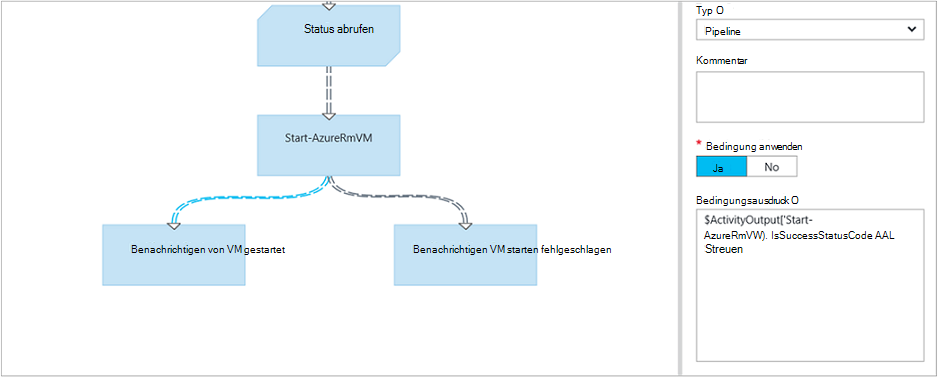 Status abrufen
Start-AzureRmVM
Benachrichtigen von VM gestartet
Benachrichtigen VM starten fehlgeschlagen
Typ O
Pipeline
Kommentar
* Bedingung anwenden
Ja No
Bedingungsausdruck O
$ActivityOutput['Start-
AzureRmVW). IsSuccessStatusCode AAL
Streuen